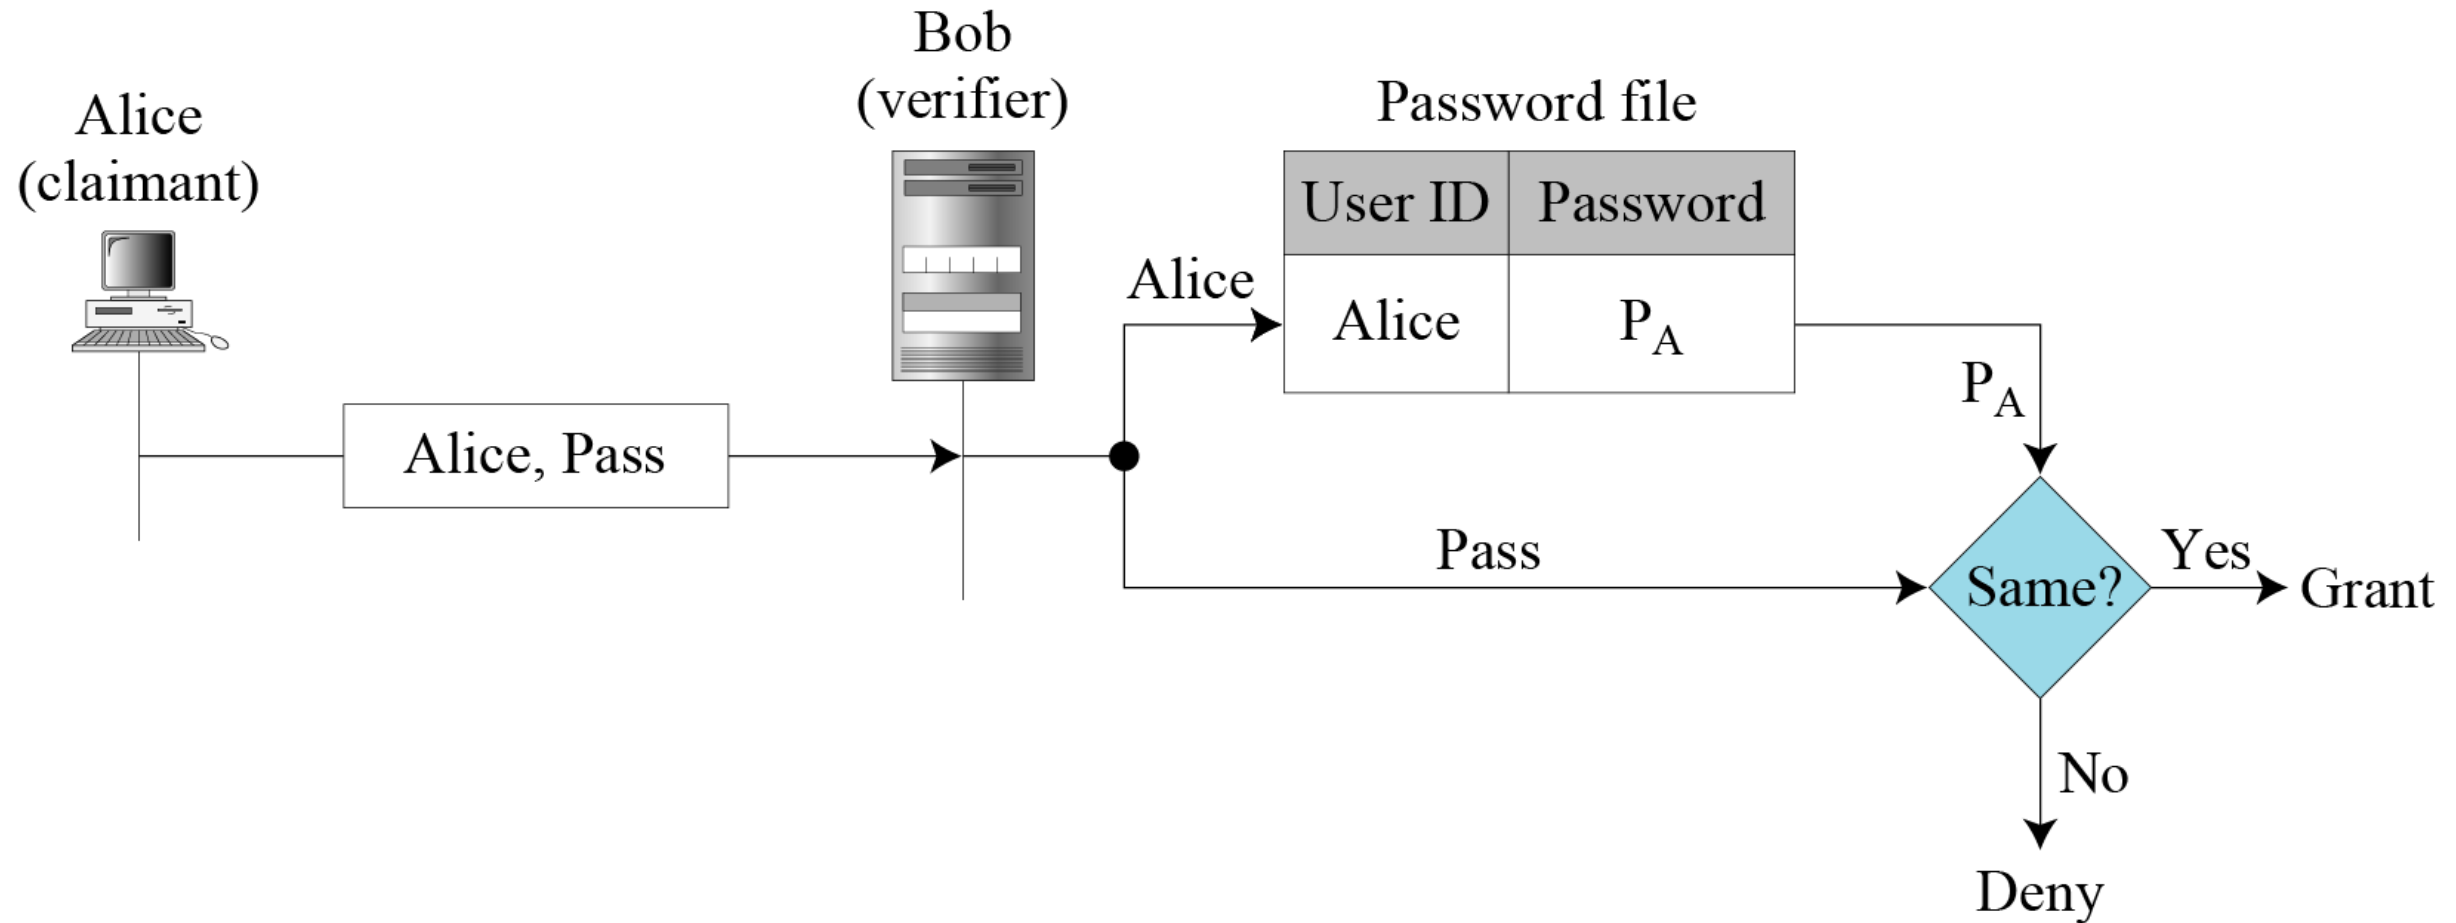 Bob
(verifier)
Alice
(claimant)
Password file
User ID Password
Alice
Alice P_A
P_A
Alice, Pass
Pass
Same?
Yes
Grant
No
Deny